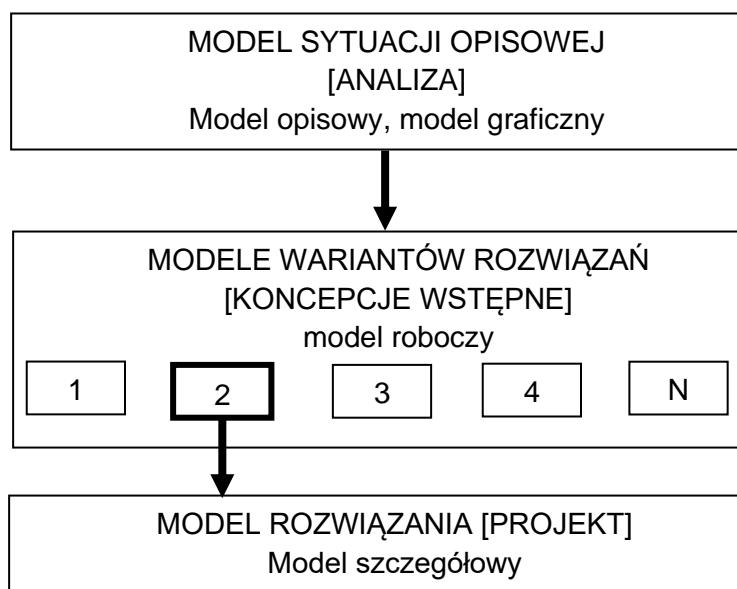 MODEL SYTUACJI OPISOWEJ
[ANALIZA]
Model opisowy, model graficzny
MODELE WARIANTÓW ROZWIĄZAŃ
[KONCEPCJE WSTĘPNE]
model roboczy
1 2 3 4 N
MODEL ROZWIĄZANIA [PROJEKT]
Model szczegółowy